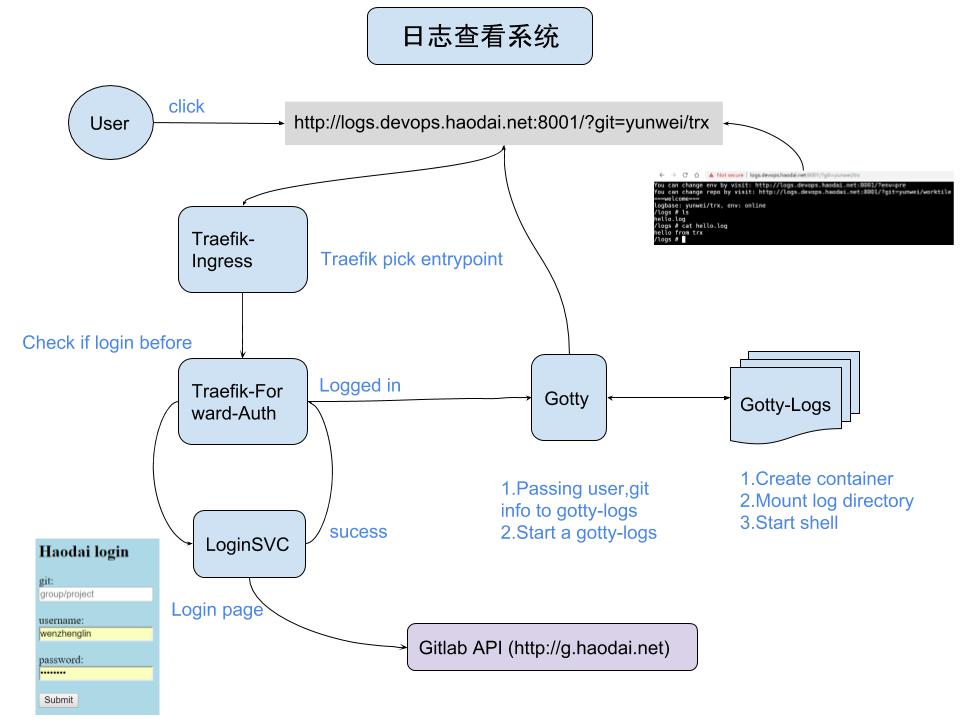 日志查看系统
User
click
http://logs.devops.haodai.net:8001/?git=yunwei/trx
Not secure | logs.devops.haodai.net:8001/?git=yunwei/trx
You can change env by visit: http://logs.devops.haodai.net:8001/?env=pre
You can change repo by visit: http://logs.devops.haodai.net:8001/?git=yunwei/worktile
===welcome===
logbase: yunwei/trx, env: online
/logs # ls
hello.log
/logs # cat hello.log
hello from trx
/logs #
Traefik-
Ingress
Traefik pick entrypoint
Check if login before
Traefik-For
ward-Auth
Logged in
Gotty
Gotty-Logs
1.Passing user,git
info to gotty-logs
2.Start a gotty-logs
1.Create container
2.Mount log directory
3.Start shell
LoginSVC
sucess
Login page
Gitlab API (http://g.haodai.net)
Haodai login
git:
group/project
username:
wenzhenglin
password:
••••••••
Submit